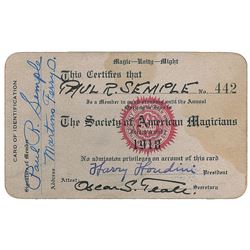 CARD OF IDENTIFICATION
Signature of Member
Paul R. Semple
Martins Ferry O.
Magic-Unity-Might
This Certifies that
PAUL R. SEMPLE No. 442
Is a Member in good standing until the Annual
The Society of American Magicians
1918
No admission privileges on account of this card
Harry Houdini President
Attest: Oscar S. Teale. Secretary